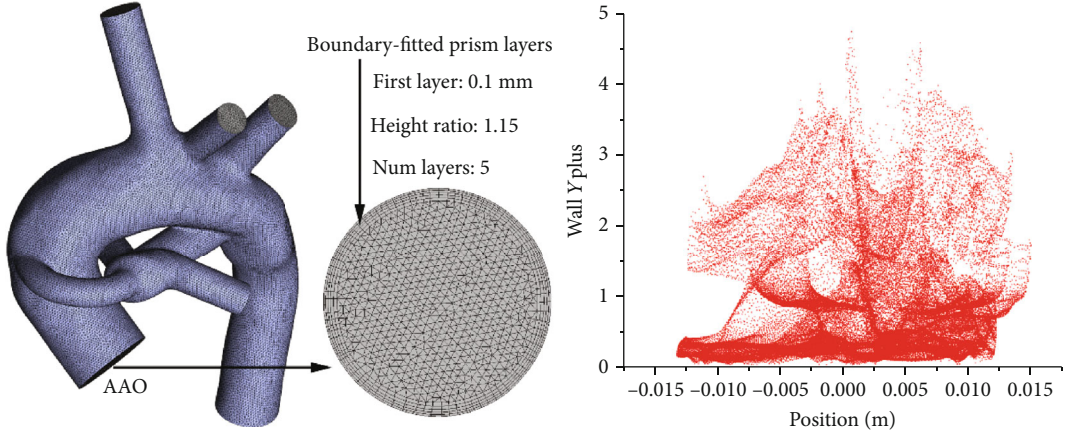 Boundary-fitted prism layers
First layer: 0.1 mm
Height ratio: 1.15
Num layers: 5
AAO
5
4
3
2
1
0
Wall Yplus
−0.015 −0.010 −0.005 0.000 0.005 0.010 0.015
Position (m)